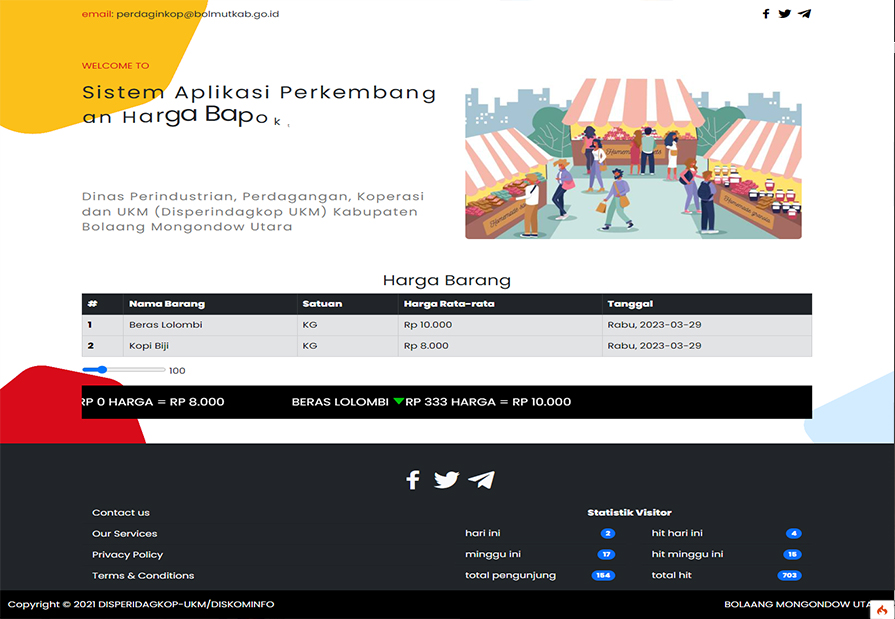 email: perdaginkop@bolmutkab.go.id
WELCOME TO
Sistem Aplikasi Perkembang
an Harga Bapok
Dinas Perindustrian, Perdagangan, Koperasi
dan UKM (Disperindagkop UKM) Kabupaten
Bolaang Mongondow Utara
Harga Barang
# Nama Barang Satuan Harga Rata-rata Tanggal
1 Beras Lolombi KG Rp 10.000 Rabu, 2023-03-29
2 Kopi Biji KG Rp 8.000 Rabu, 2023-03-29
100
RP 0 HARGA = RP 8.000 BERAS LOLOMBI RP 333 HARGA = RP 10.000
Contact us
Our Services
Privacy Policy
Terms & Conditions
Statistik Visitor
hari ini 2 hit hari ini 4
minggu ini 17 hit minggu ini 15
total pengunjung 154 total hit 703
Copyright © 2021 DISPERIDAGKOP-UKM/DISKOMINFO
BOLAANG MONGONDOW UTA